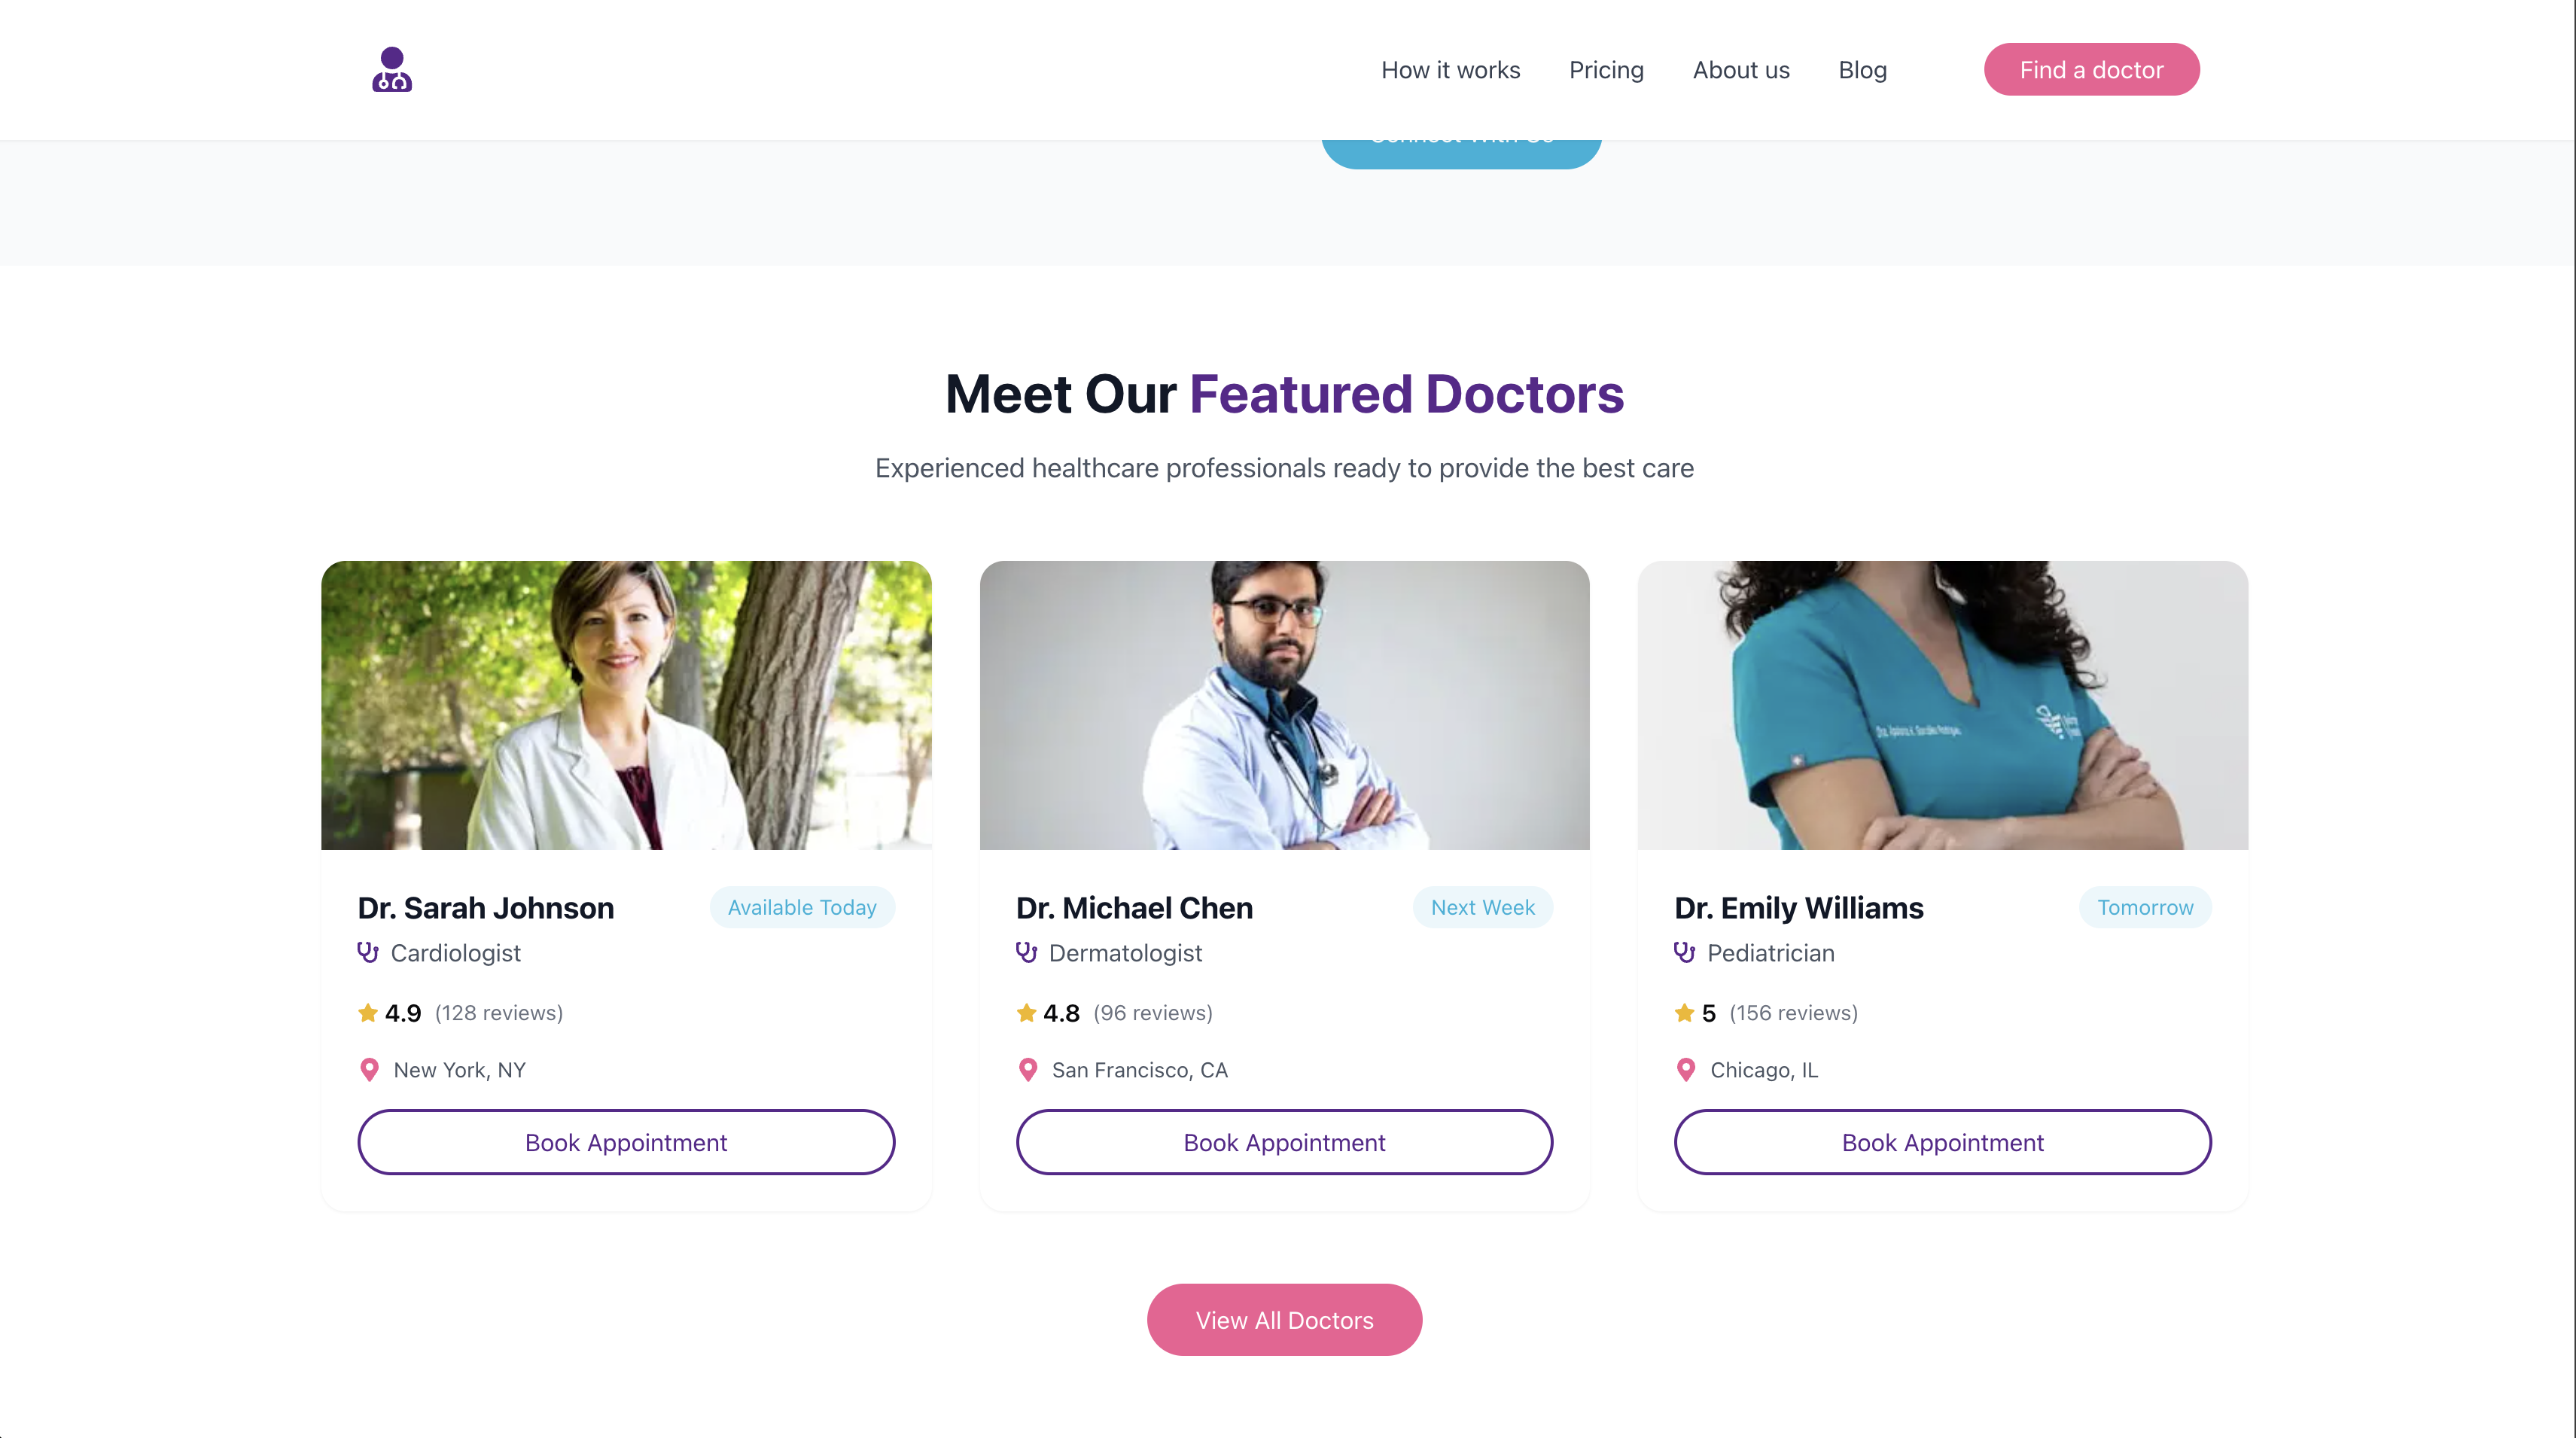 How it works Pricing About us Blog Find a doctor
Connect With Us
Meet Our Featured Doctors
Experienced healthcare professionals ready to provide the best care
Dr. Sarah Johnson Available Today
Cardiologist
4.9 (128 reviews)
New York, NY
Book Appointment
Dr. Michael Chen Next Week
Dermatologist
4.8 (96 reviews)
San Francisco, CA
Book Appointment
Dr. Emily Williams Tomorrow
Pediatrician
5 (156 reviews)
Chicago, IL
Book Appointment
View All Doctors